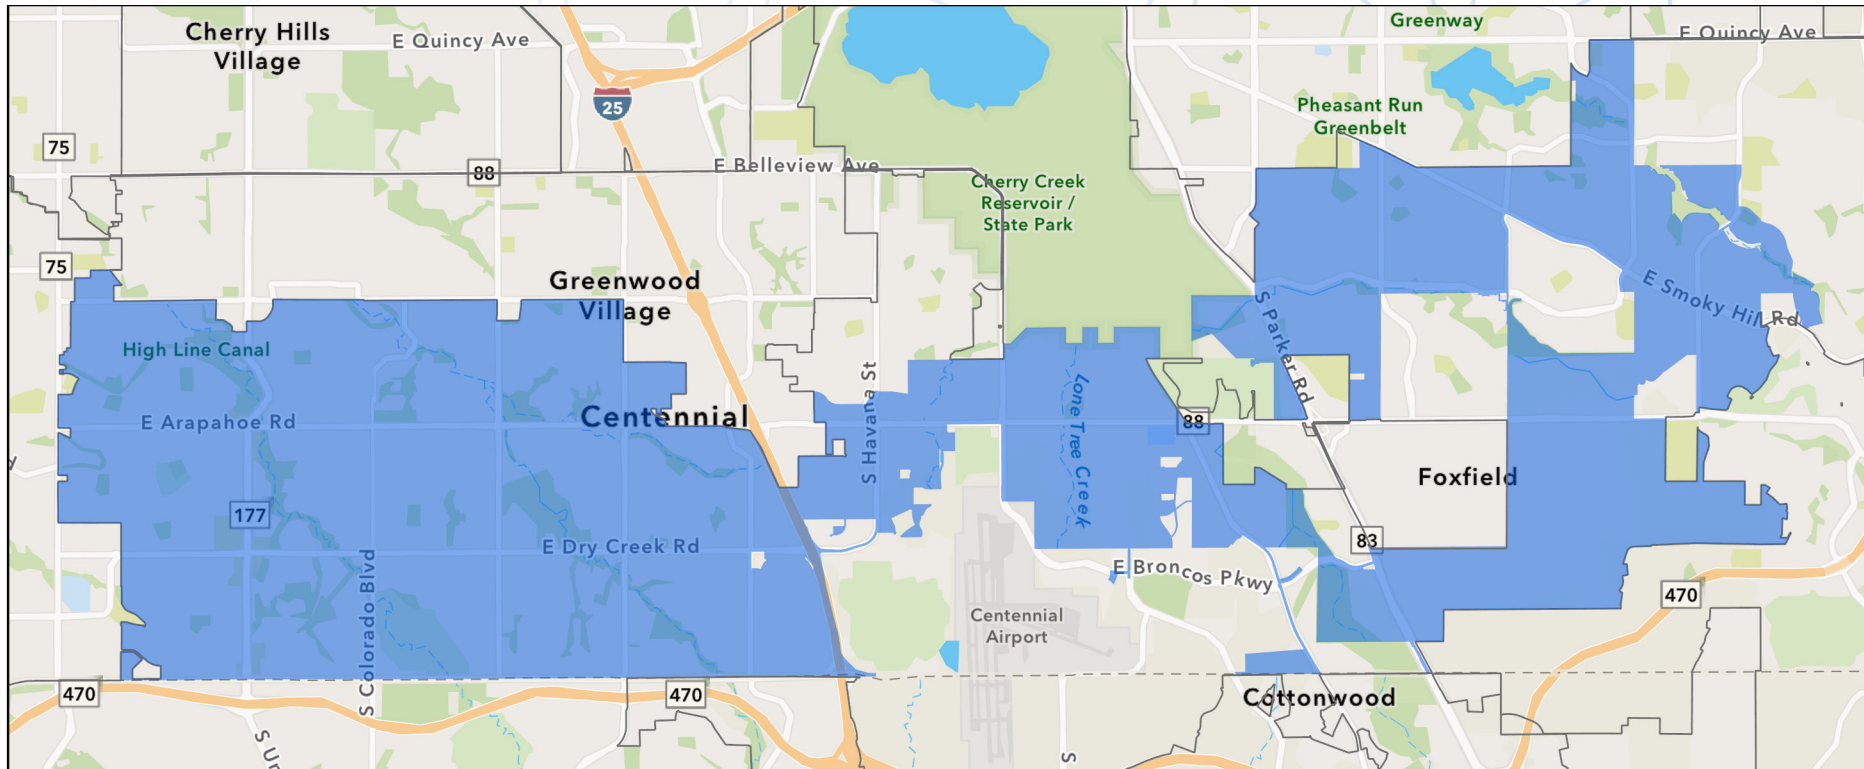 Cherry Hills
Village
E Quincy Ave
Greenway
E Quincy Ave
25
Pheasant Run
Greenbelt
75
88
E Belleview Ave
Cherry Creek
Reservoir /
State Park
75
Greenwood
Village
E Smoky Hill Rd
S Parker Rd
High Line Canal
S Havana St
Lone Tree Creek
E Arapahoe Rd
Centennial
88
Foxfield
177
E Dry Creek Rd
83
S Colorado Blvd
E Broncos Pkwy
470
Centennial
Airport
470
470
Cottonwood
S Un
S